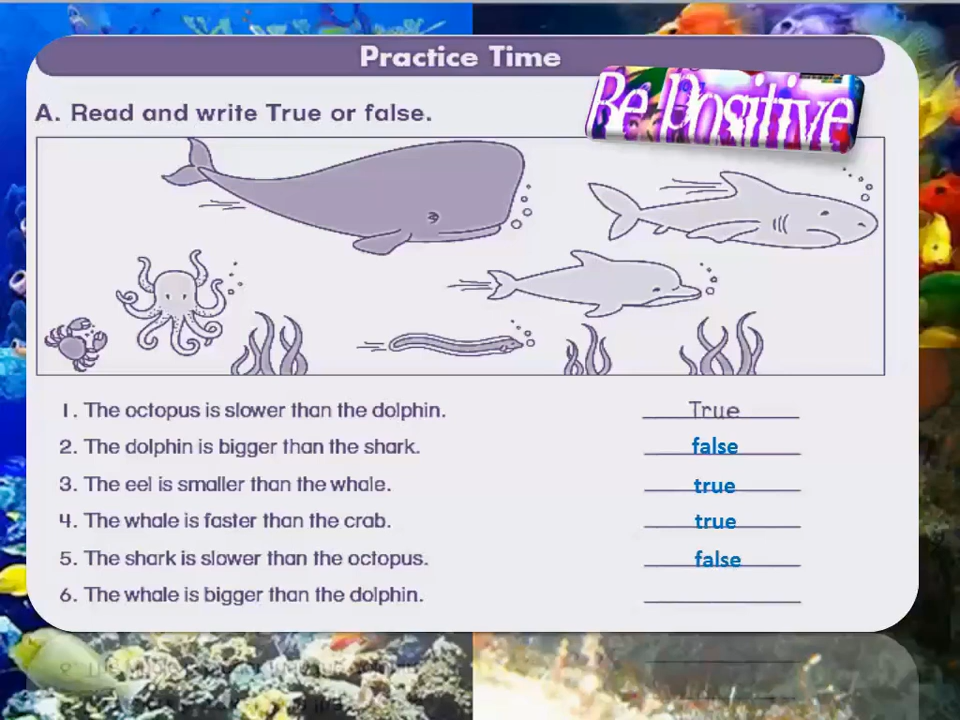 Practice Time
Be Positive
A. Read and write True or false.
1. The octopus is slower than the dolphin. True
2. The dolphin is bigger than the shark. false
3. The eel is smaller than the whale. true
4. The whale is faster than the crab. true
5. The shark is slower than the octopus. false
6. The whale is bigger than the dolphin.